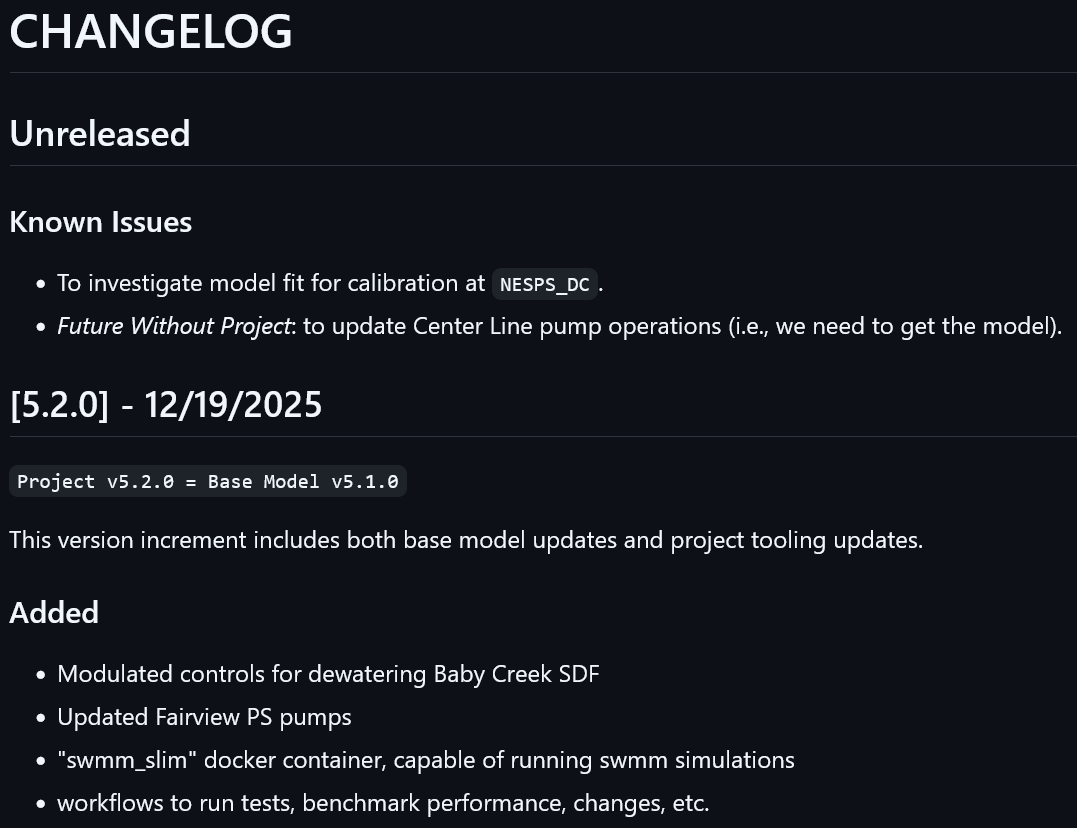 CHANGELOG
Unreleased
Known Issues
• To investigate model fit for calibration at NESPS_DC.
• Future Without Project: to update Center Line pump operations (i.e., we need to get the model).
[5.2.0] - 12/19/2025
Project v5.2.0 = Base Model v5.1.0
This version increment includes both base model updates and project tooling updates.
Added
• Modulated controls for dewatering Baby Creek SDF
• Updated Fairview PS pumps
• "swmm_slim" docker container, capable of running swmm simulations
• workflows to run tests, benchmark performance, changes, etc.